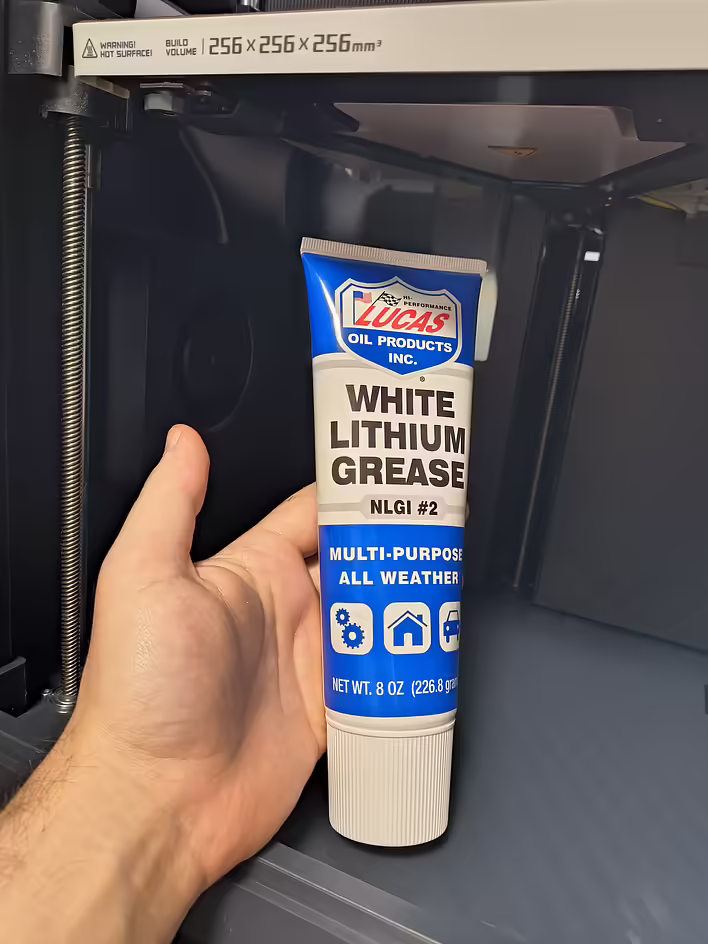 WARNING!
HOT SURFACE!
BUILD
VOLUME
256×256×256mm³
HI-
PERFORMANCE
LUCAS
OIL PRODUCTS
INC.
®
WHITE
LITHIUM
GREASE
NLGI #2
MULTI-PURPOSE
ALL WEATHER
NET WT. 8 OZ (226.8 gram